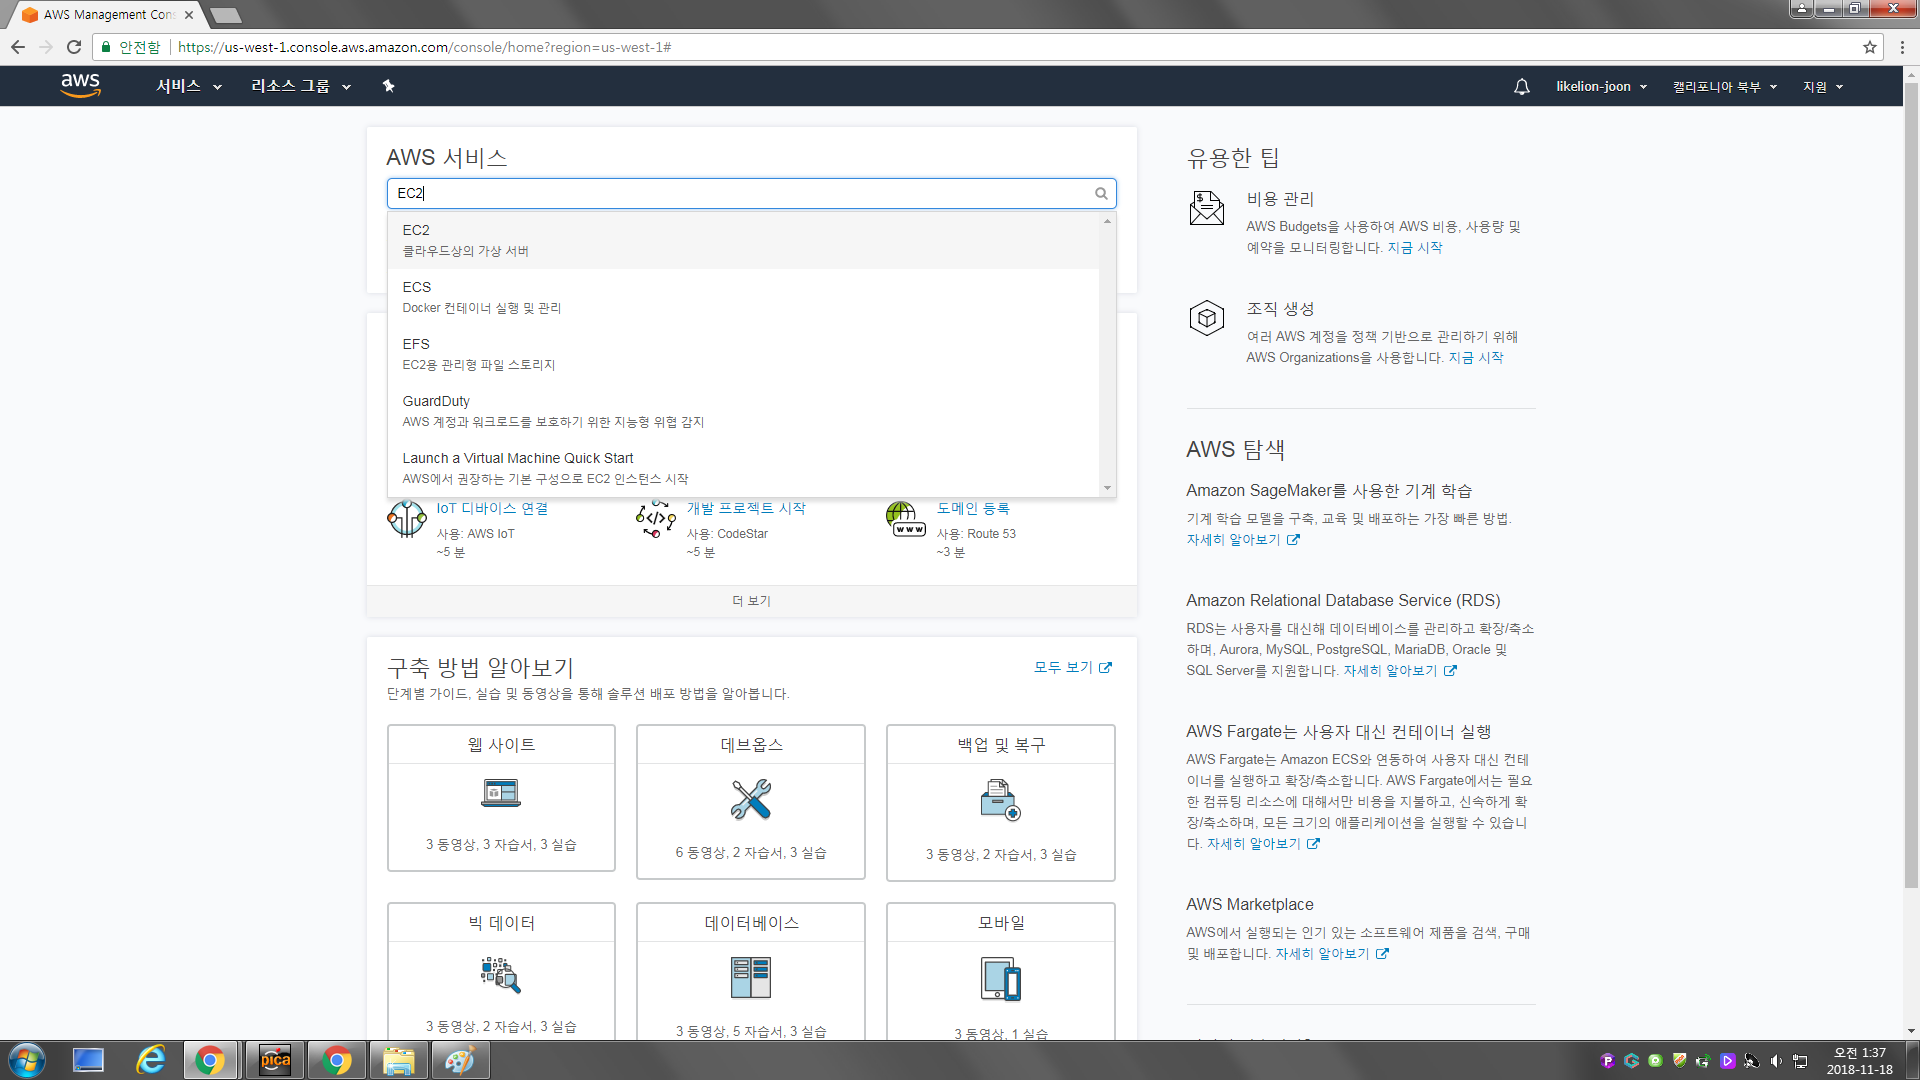 AWS Management Con
안전함
https://us-west-1.console.aws.amazon.com/console/home?region=us-west-1#
aws
서비스
리소스 그룹
likelion-joon
캘리포니아 북부
지원
AWS 서비스
EC2
EC2
클라우드상의 가상 서버
ECS
Docker 컨테이너 실행 및 관리
EFS
EC2용 관리형 파일 스토리지
GuardDuty
AWS 계정과 워크로드를 보호하기 위한 지능형 위협 감지
Launch a Virtual Machine Quick Start
AWS에서 권장하는 기본 구성으로 EC2 인스턴스 시작
IoT 디바이스 연결
사용: AWS IoT
~5 분
개발 프로젝트 시작
사용: CodeStar
~5 분
www
도메인 등록
사용: Route 53
~3 분
더 보기
구축 방법 알아보기
모두 보기
단계별 가이드, 실습 및 동영상을 통해 솔루션 배포 방법을 알아봅니다.
웹 사이트
3 동영상, 3 자습서, 3 실습
데브옵스
6 동영상, 2 자습서, 3 실습
백업 및 복구
3 동영상, 2 자습서, 3 실습
빅 데이터
3 동영상, 2 자습서, 3 실습
데이터베이스
3 동영상, 5 자습서, 3 실습
모바일
3 동영상, 1 실습
유용한 팁
비용 관리
AWS Budgets을 사용하여 AWS 비용, 사용량 및
예약을 모니터링합니다. 지금 시작
조직 생성
여러 AWS 계정을 정책 기반으로 관리하기 위해
AWS Organizations을 사용합니다. 지금 시작
AWS 탐색
Amazon SageMaker를 사용한 기계 학습
기계 학습 모델을 구축, 교육 및 배포하는 가장 빠른 방법.
자세히 알아보기
Amazon Relational Database Service (RDS)
RDS는 사용자를 대신해 데이터베이스를 관리하고 확장/축소
하며, Aurora, MySQL, PostgreSQL, MariaDB, Oracle 및
SQL Server를 지원합니다. 자세히 알아보기
AWS Fargate는 사용자 대신 컨테이너 실행
AWS Fargate는 Amazon ECS와 연동하여 사용자 대신 컨테
이너를 실행하고 확장/축소합니다. AWS Fargate에서는 필요
한 컴퓨팅 리소스에 대해서만 비용을 지불하고, 신속하게 확
장/축소하며, 모든 크기의 애플리케이션을 실행할 수 있습니
다. 자세히 알아보기
AWS Marketplace
AWS에서 실행되는 인기 있는 소프트웨어 제품을 검색, 구매
및 배포합니다. 자세히 알아보기
pica
오전 1:37
2018-11-18